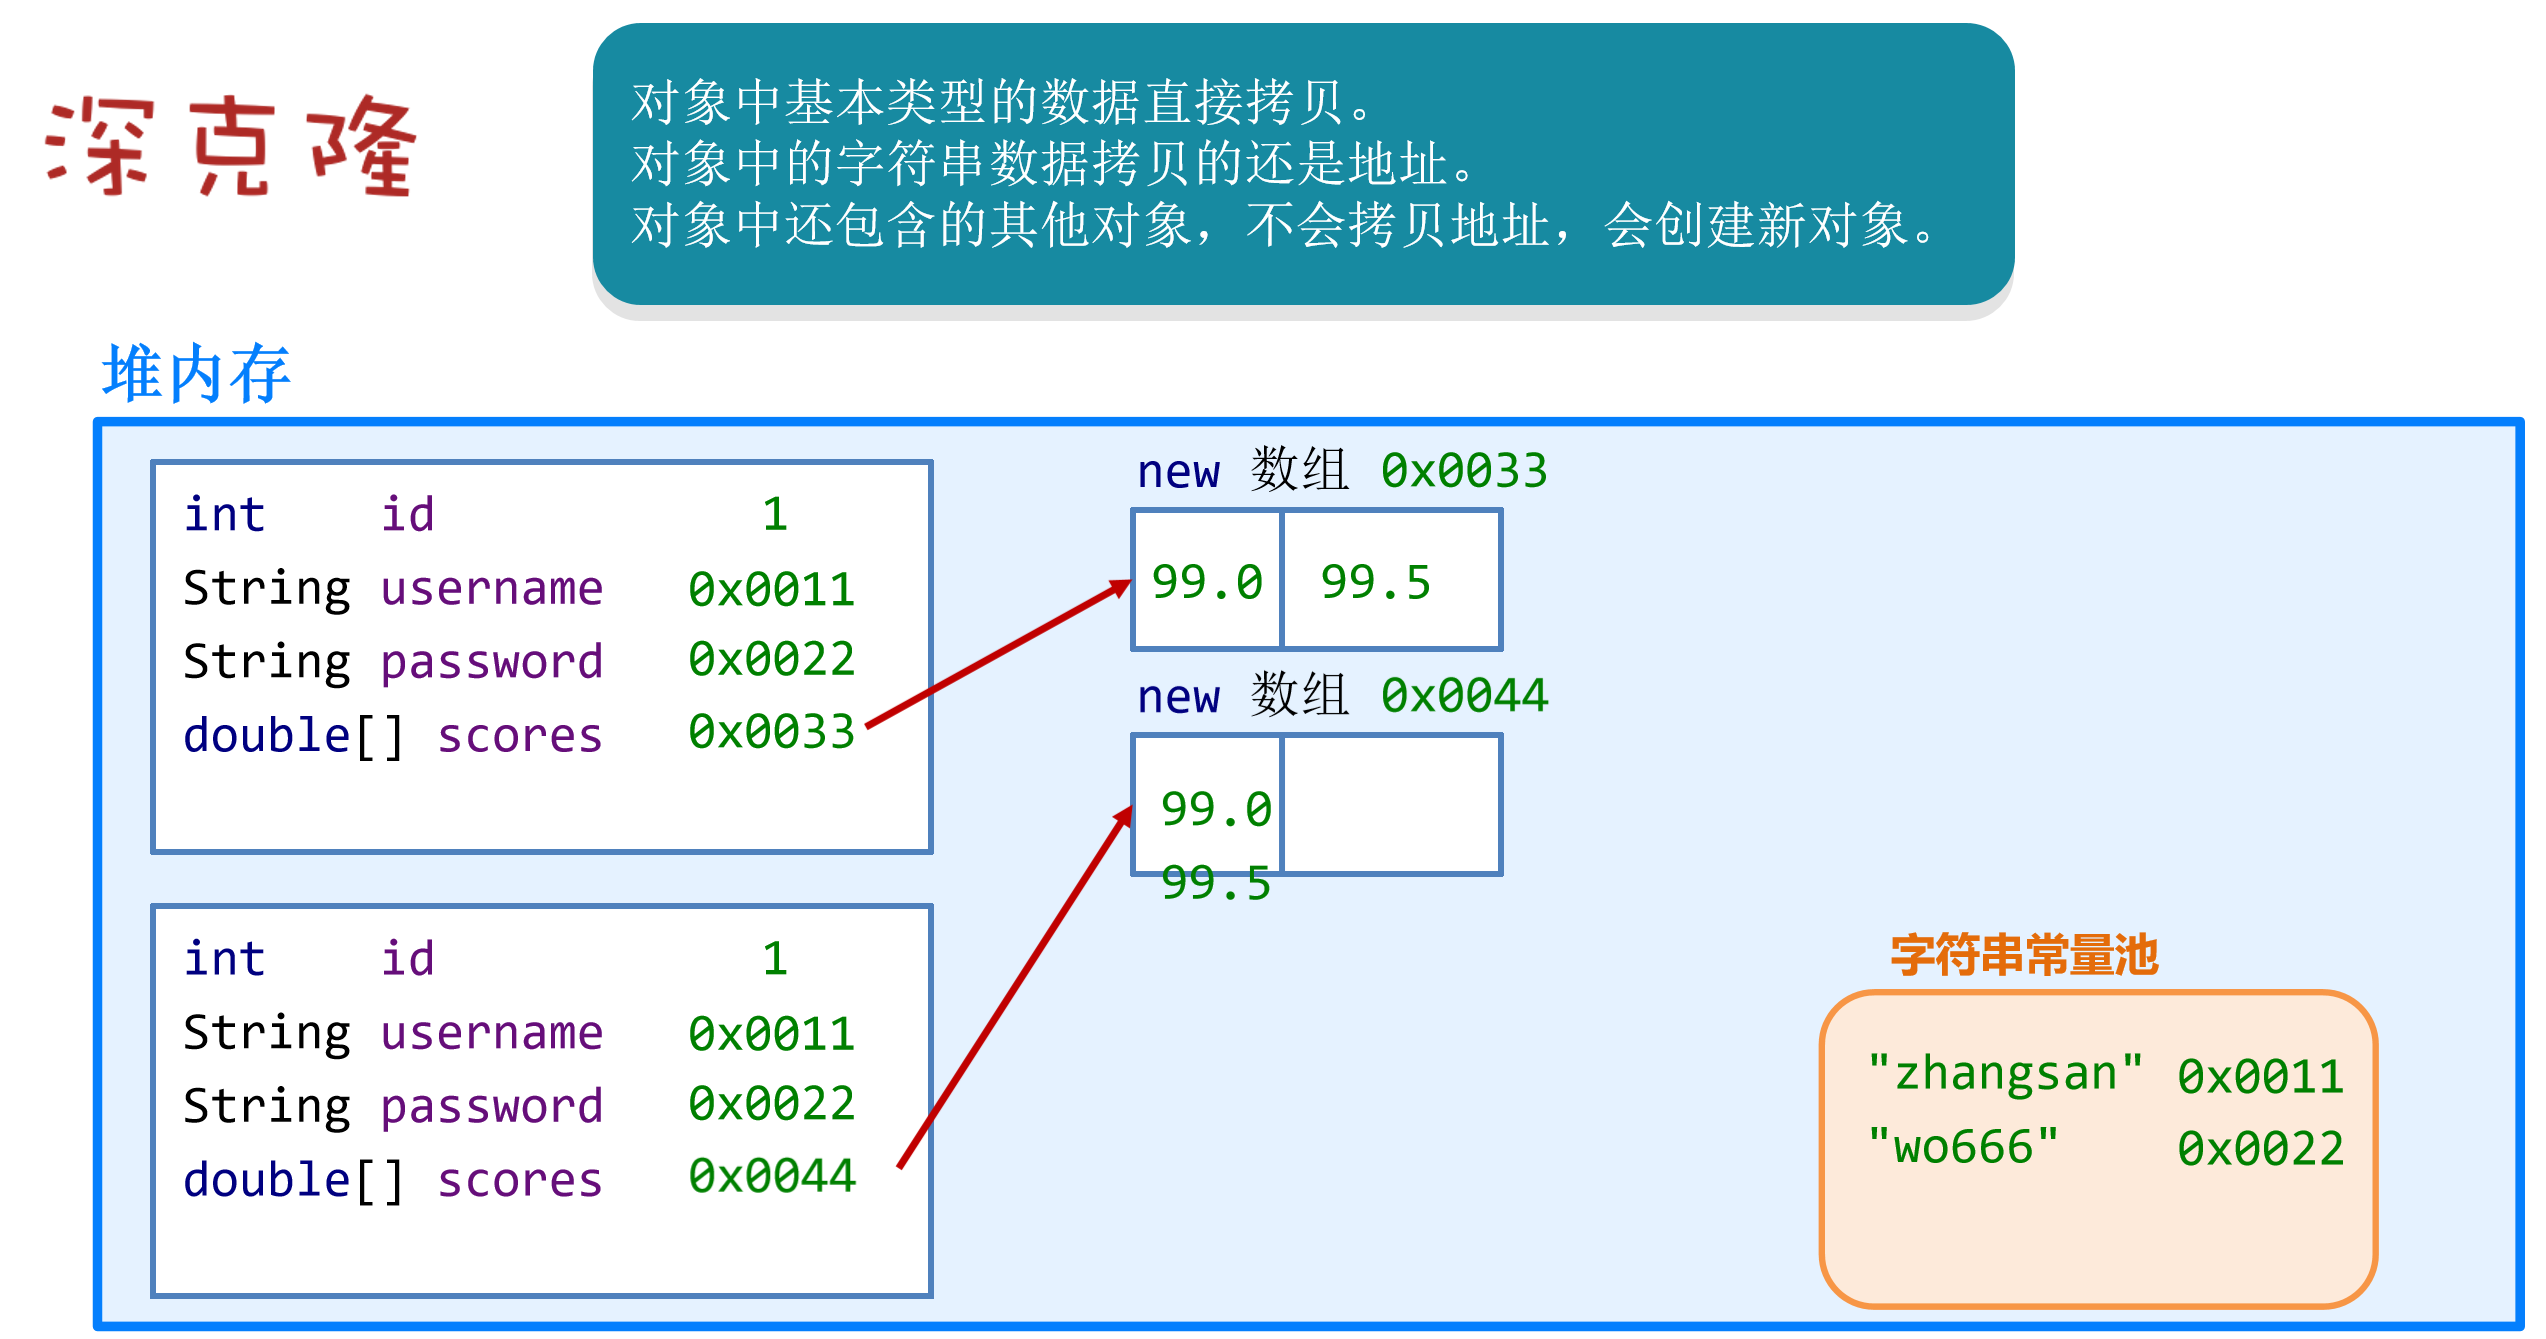 深克隆
对象中基本类型的数据直接拷贝。
对象中的字符串数据拷贝的还是地址。
对象中还包含的其他对象，不会拷贝地址，会创建新对象。
堆内存
int id 1
String username 0x0011
String password 0x0022
double[] scores 0x0033
new 数组 0x0033
99.0 99.5
new 数组 0x0044
99.0
99.5
int id 1
String username 0x0011
String password 0x0022
double[] scores 0x0044
字符串常量池
"zhangsan" 0x0011
"wo666" 0x0022